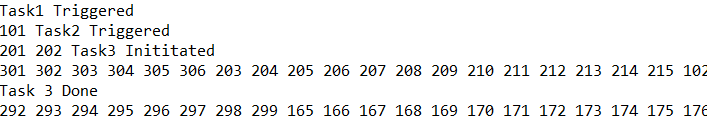 Task1 Triggered
101 Task2 Triggered
201 202 Task3 Inititated
301 302 303 304 305 306 203 204 205 206 207 208 209 210 211 212 213 214 215 102
Task 3 Done
292 293 294 295 296 297 298 299 165 166 167 168 169 170 171 172 173 174 175 176